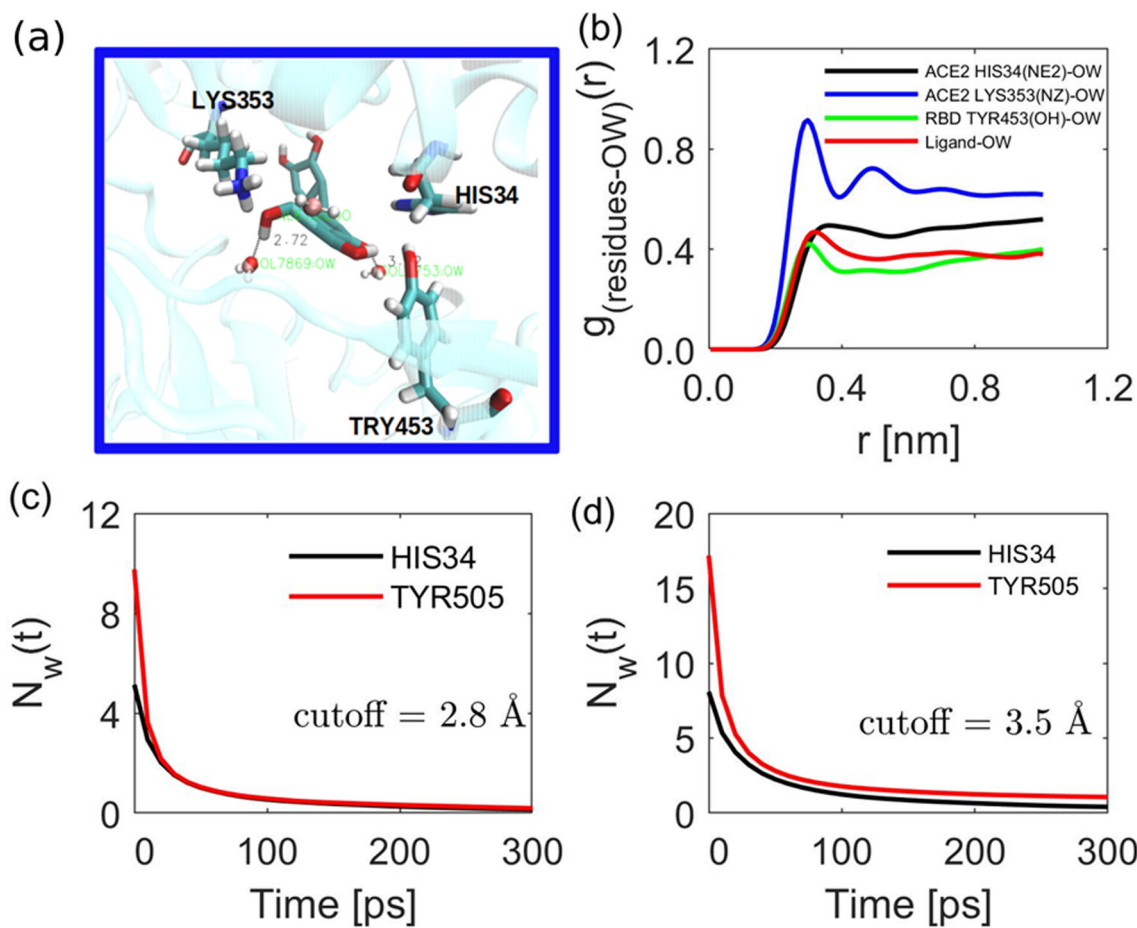 (a)
LYS353
HIS34
2.72
SOL7869:OW
TRY453
(b)
g(residues-OW)(r)
1.2
0.8
0.4
0.0
ACE2 HIS34(NE2)-OW
ACE2 LYS353(NZ)-OW
RBD TYR453(OH)-OW
Ligand-OW
0.0 0.4 0.8 1.2
r [nm]
(c)
Nw(t)
12
8
4
0
HIS34
TYR505
cutoff = 2.8 Å
0 100 200 300
Time [ps]
(d)
Nw(t)
20
15
10
5
0
HIS34
TYR505
cutoff = 3.5 Å
0 100 200 300
Time [ps]